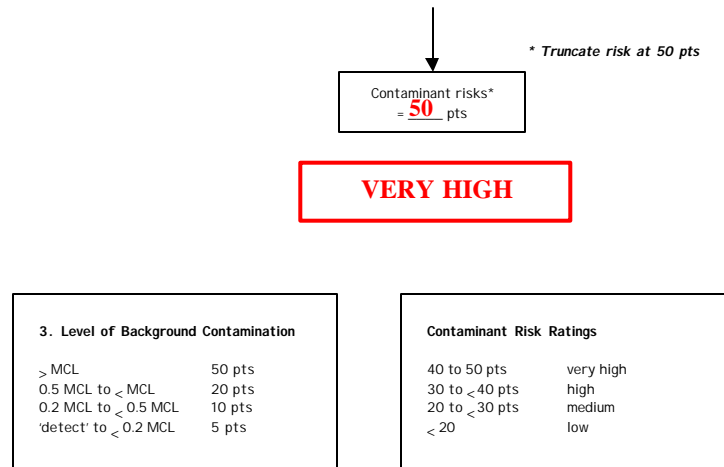 * Truncate risk at 50 pts
Contaminant risks*
= 50 pts
VERY HIGH
3. Level of Background Contamination
> MCL 50 pts
0.5 MCL to < MCL 20 pts
0.2 MCL to < 0.5 MCL 10 pts
'detect' to < 0.2 MCL 5 pts
Contaminant Risk Ratings
40 to 50 pts very high
30 to < 40 pts high
20 to < 30 pts medium
< 20 low